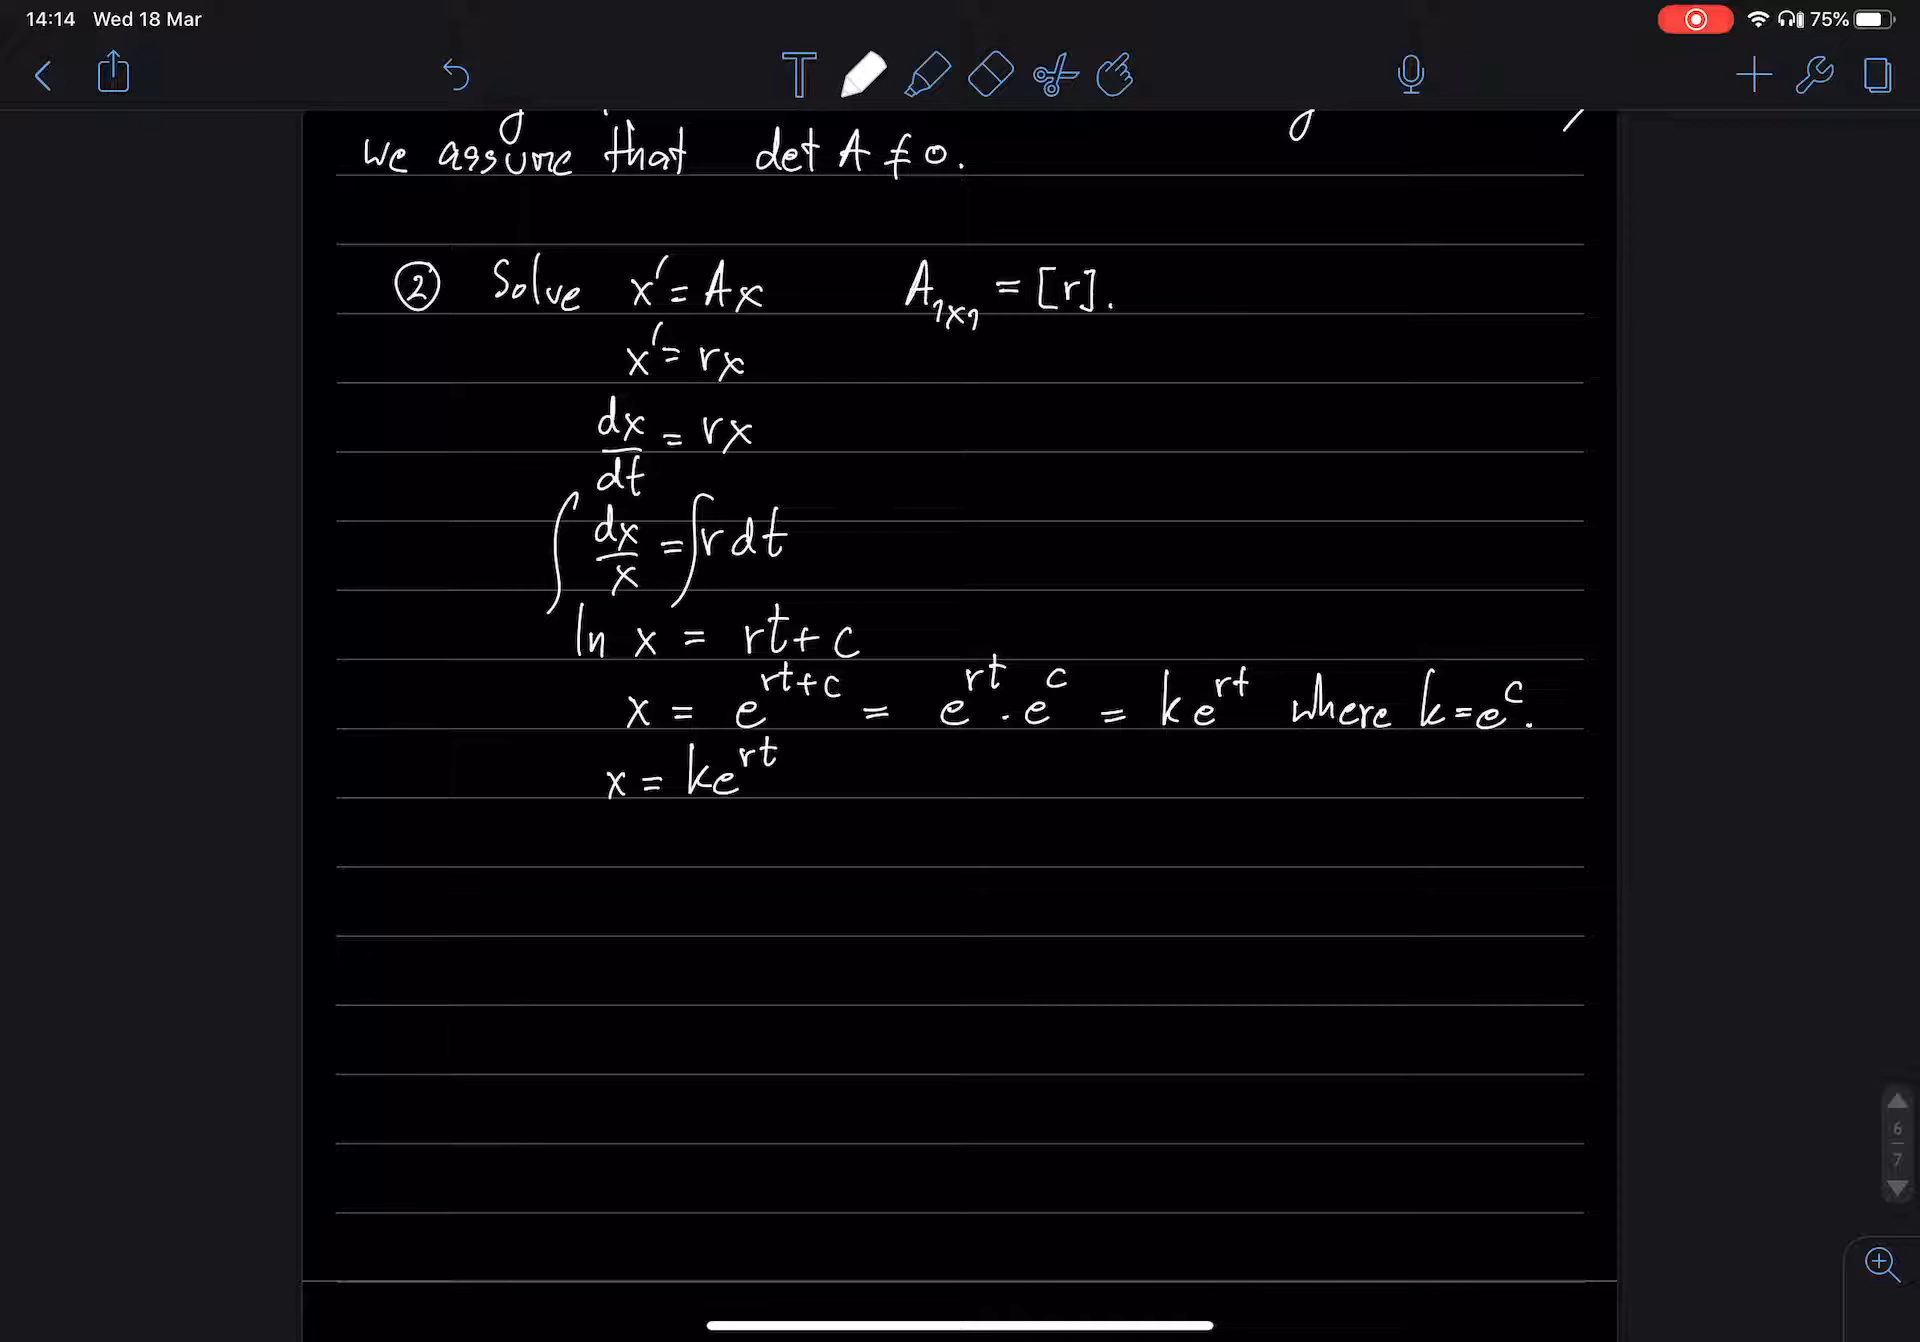 14:14 Wed 18 Mar 75%
we assume that det A ≠ 0.
② Solve x' = Ax A₁ₓ₁ = [r].
x' = rx
dx/dt = rx
∫ dx/x = ∫ r dt
ln x = rt + c
x = e^(rt+c) = e^(rt) . e^c = k e^(rt) where k = e^c.
x = ke^(rt)
6
7